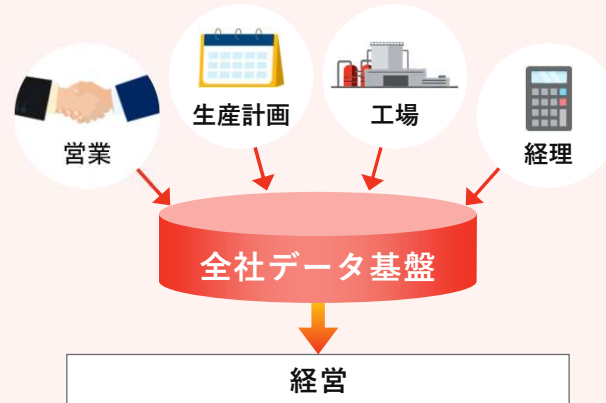 営業
生産計画
工場
経理
全社データ基盤
経営